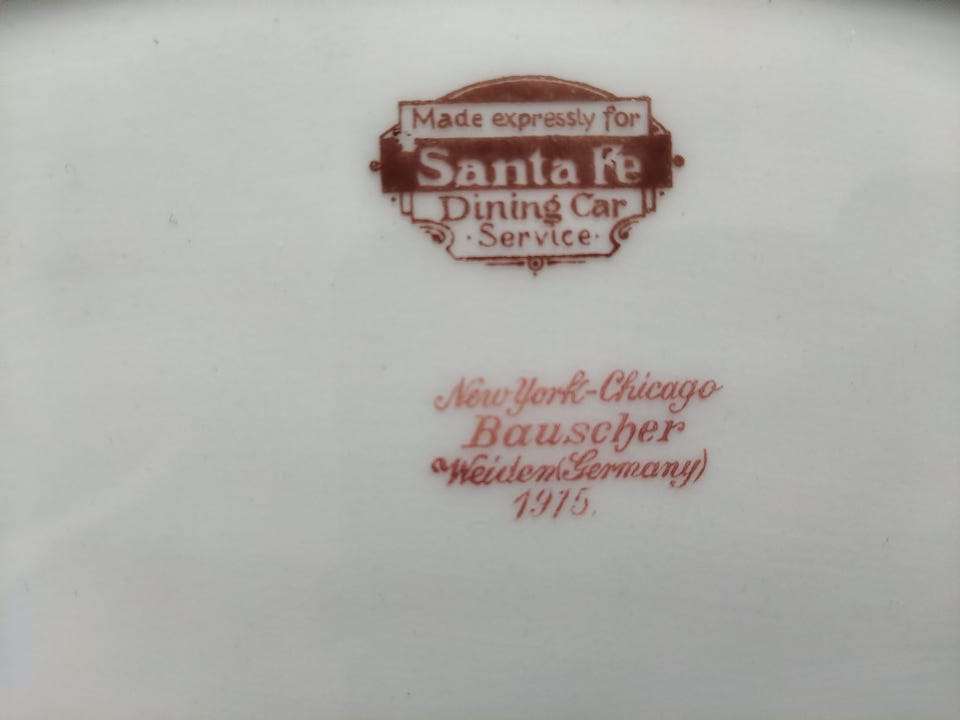 Made expressly for
Santa Fe
Dining Car
·Service·
New York-Chicago
Bauscher
Weiden (Germany)
1915.